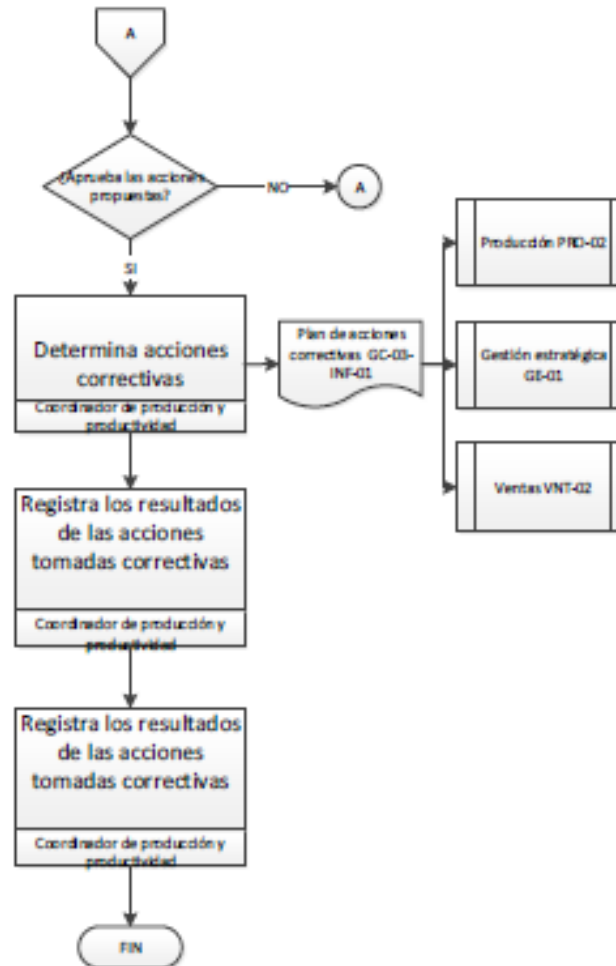 A
¿Aprueba las acciones
propuestas?
NO
A
SI
Producción PRD-02
Determina acciones
correctivas
Coordinador de producción y
productividad
Plan de acciones
correctivas GC-03-
INF-01
Gestión estratégica
GE-01
Ventas VNT-02
Registra los resultados
de las acciones
tomadas correctivas
Coordinador de producción y
productividad
Registra los resultados
de las acciones
tomadas correctivas
Coordinador de producción y
productividad
FIN